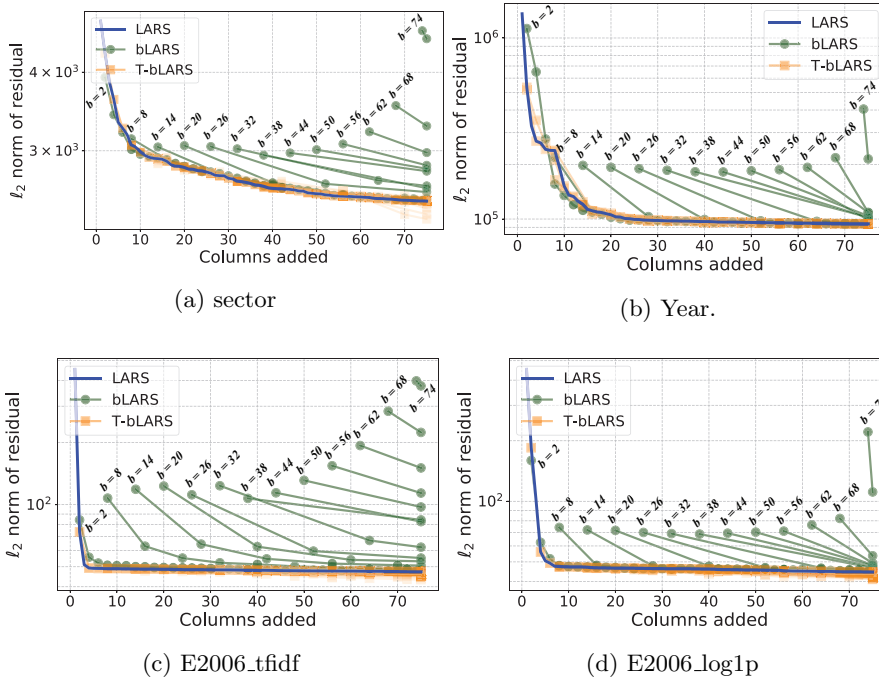 ℓ2 norm of residual
4 × 10³
3 × 10³
LARS
bLARS
T-bLARS
b = 2
b = 8
b = 14
b = 20
b = 26
b = 32
b = 38
b = 44
b = 50
b = 56
b = 62
b = 68
b = 74
0 10 20 30 40 50 60 70
Columns added
(a) sector
ℓ2 norm of residual
10⁶
10⁵
LARS
bLARS
T-bLARS
b = 2
b = 8
b = 14
b = 20
b = 26
b = 32
b = 38
b = 44
b = 50
b = 56
b = 62
b = 68
b = 74
0 10 20 30 40 50 60 70
Columns added
(b) Year.
ℓ2 norm of residual
10²
LARS
bLARS
T-bLARS
b = 2
b = 8
b = 14
b = 20
b = 26
b = 32
b = 38
b = 44
b = 50
b = 56
b = 62
b = 68
b = 74
0 10 20 30 40 50 60 70
Columns added
(c) E2006_tfidf
ℓ2 norm of residual
10²
LARS
bLARS
T-bLARS
b = 2
b = 8
b = 14
b = 20
b = 26
b = 32
b = 38
b = 44
b = 50
b = 56
b = 62
b = 68
b = 7
0 10 20 30 40 50 60 70
Columns added
(d) E2006_log1p